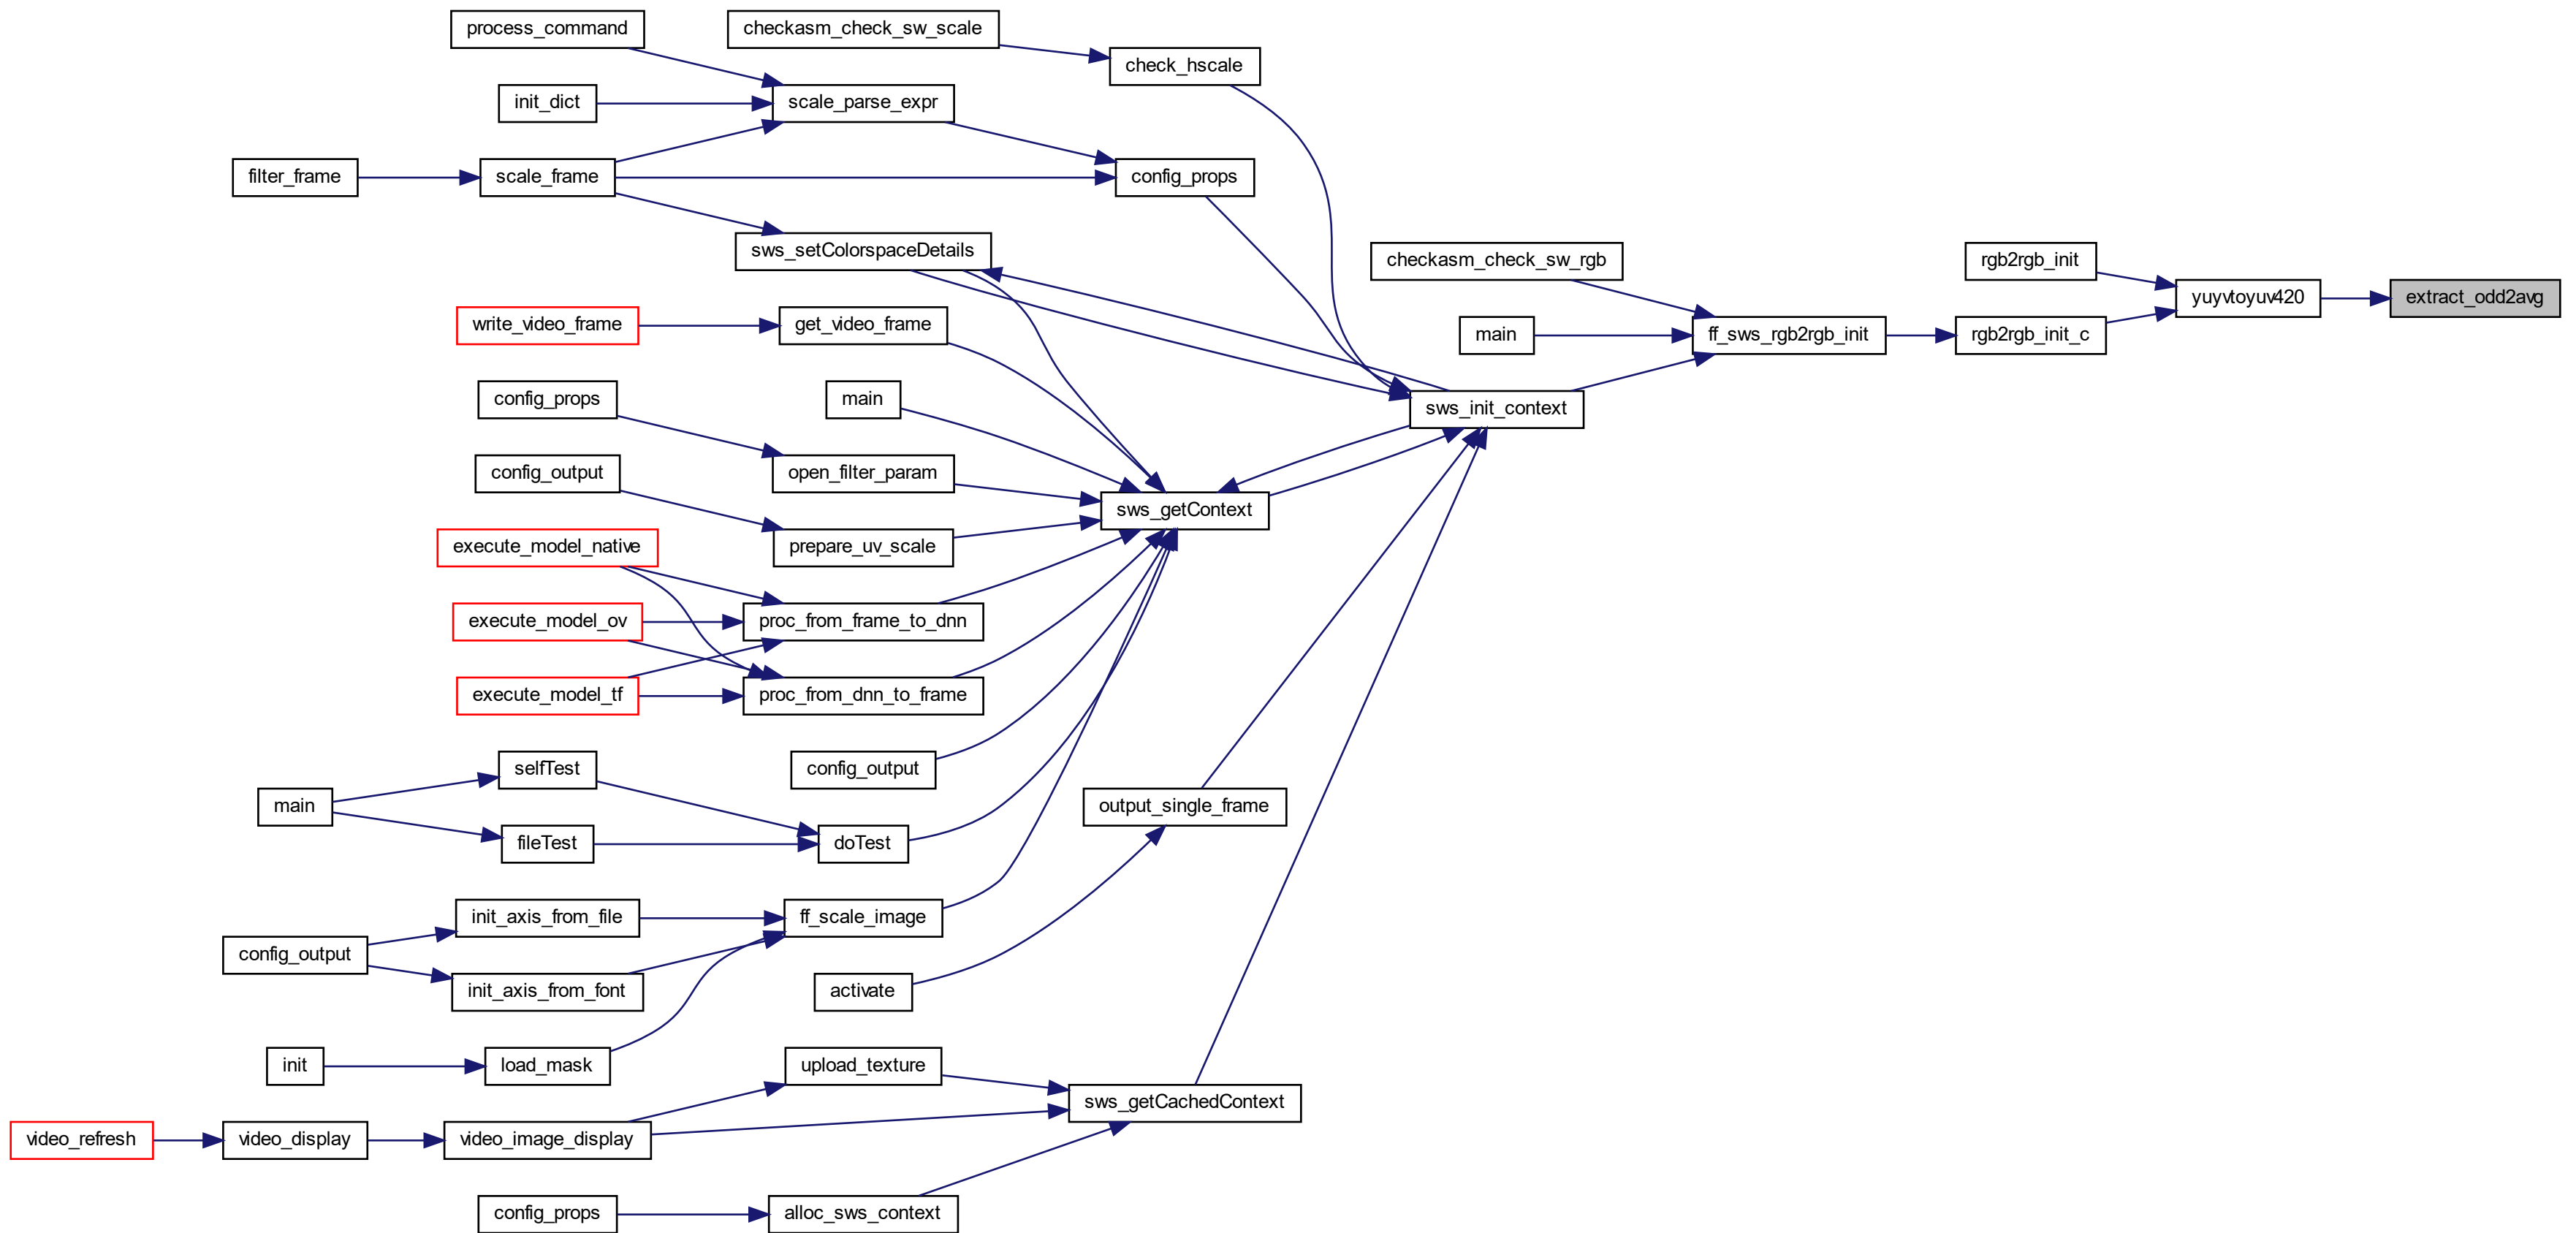 process_command
checkasm_check_sw_scale
check_hscale
init_dict
scale_parse_expr
filter_frame
scale_frame
config_props
sws_setColorspaceDetails
checkasm_check_sw_rgb
rgb2rgb_init
yuyvtoyuv420
extract_odd2avg
write_video_frame
get_video_frame
main
ff_sws_rgb2rgb_init
rgb2rgb_init_c
config_props
main
sws_init_context
config_output
open_filter_param
sws_getContext
execute_model_native
prepare_uv_scale
execute_model_ov
proc_from_frame_to_dnn
execute_model_tf
proc_from_dnn_to_frame
selfTest
config_output
main
output_single_frame
fileTest
doTest
init_axis_from_file
ff_scale_image
config_output
init_axis_from_font
activate
init
load_mask
upload_texture
sws_getCachedContext
video_refresh
video_display
video_image_display
config_props
alloc_sws_context